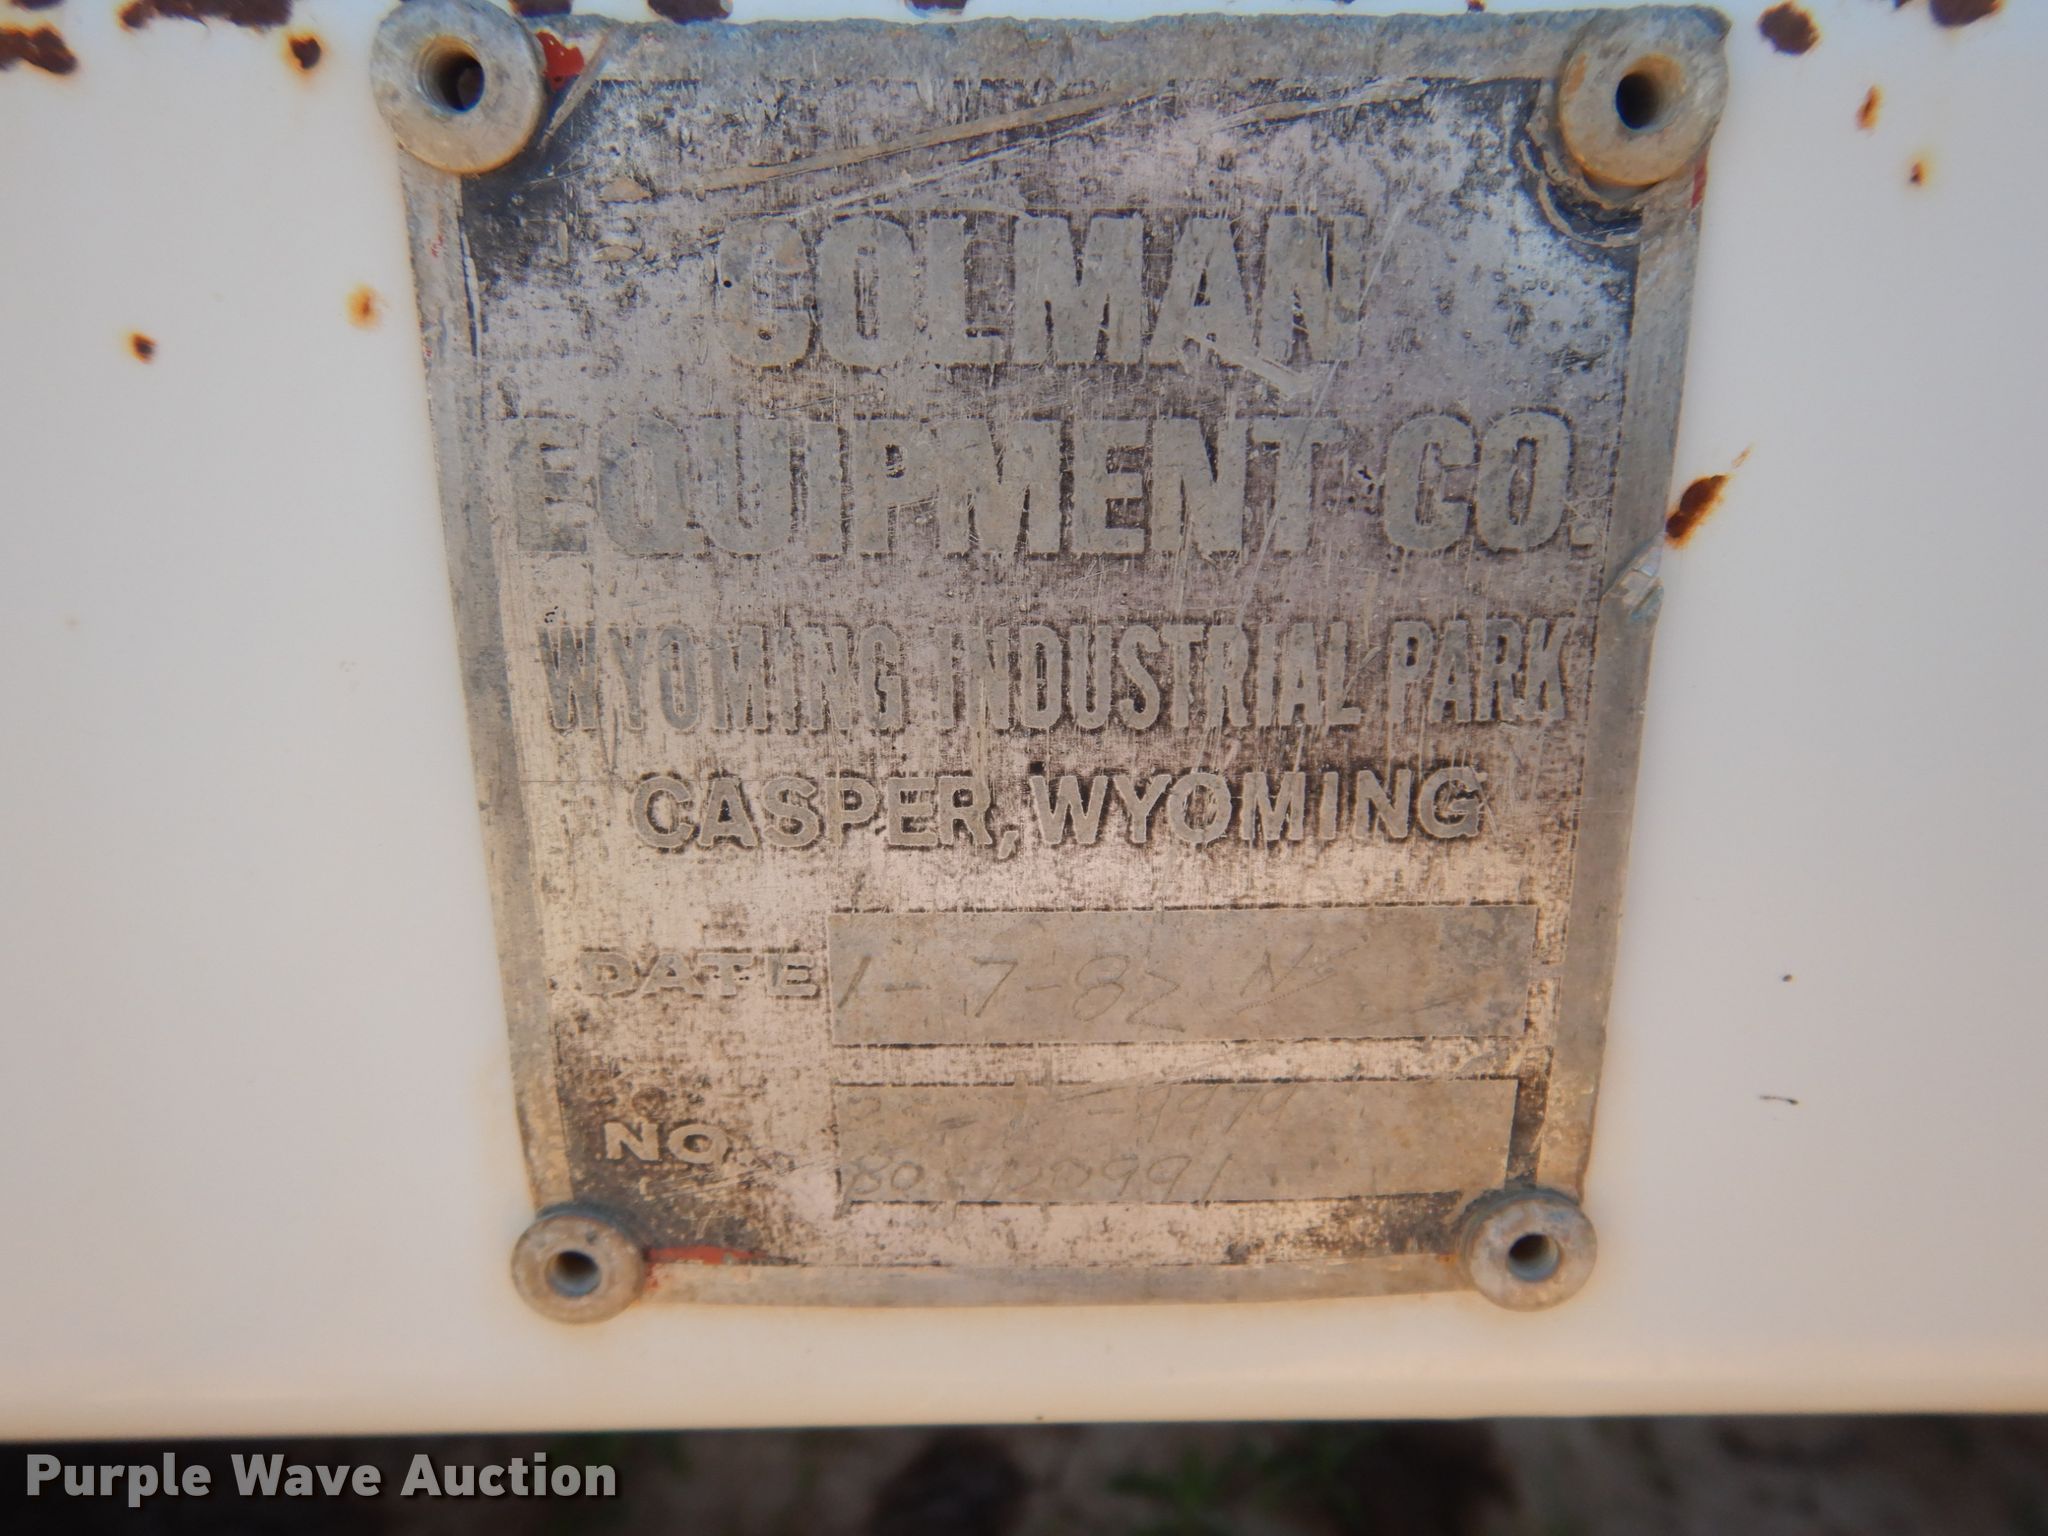 COLMAN
EQUIPMENT CO.
WYOMING INDUSTRIAL PARK
CASPER, WYOMING
DATE 1-7-82
NO.
Purple Wave Auction